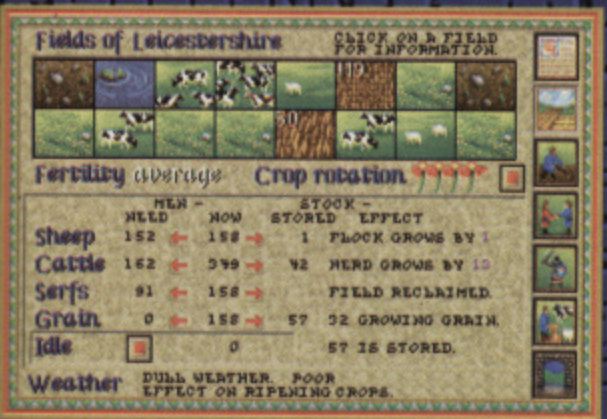 Fields of Leicestershire
CLICK ON A FIELD
FOR INFORMATION.
Fertility average Crop rotation
MEN - STOCK -
NEED NOW STORED EFFECT
Sheep 152 158 1 FLOCK GROWS BY 1
Cattle 162 349 42 HERD GROWS BY
Serfs 91 158 FIELD RECLAIMED.
Grain 0 158 57 32 GROWING GRAIN.
Idle 0 57 IS STORED.
Weather DULL WEATHER. POOR
EFFECT ON RIPENING CROPS.